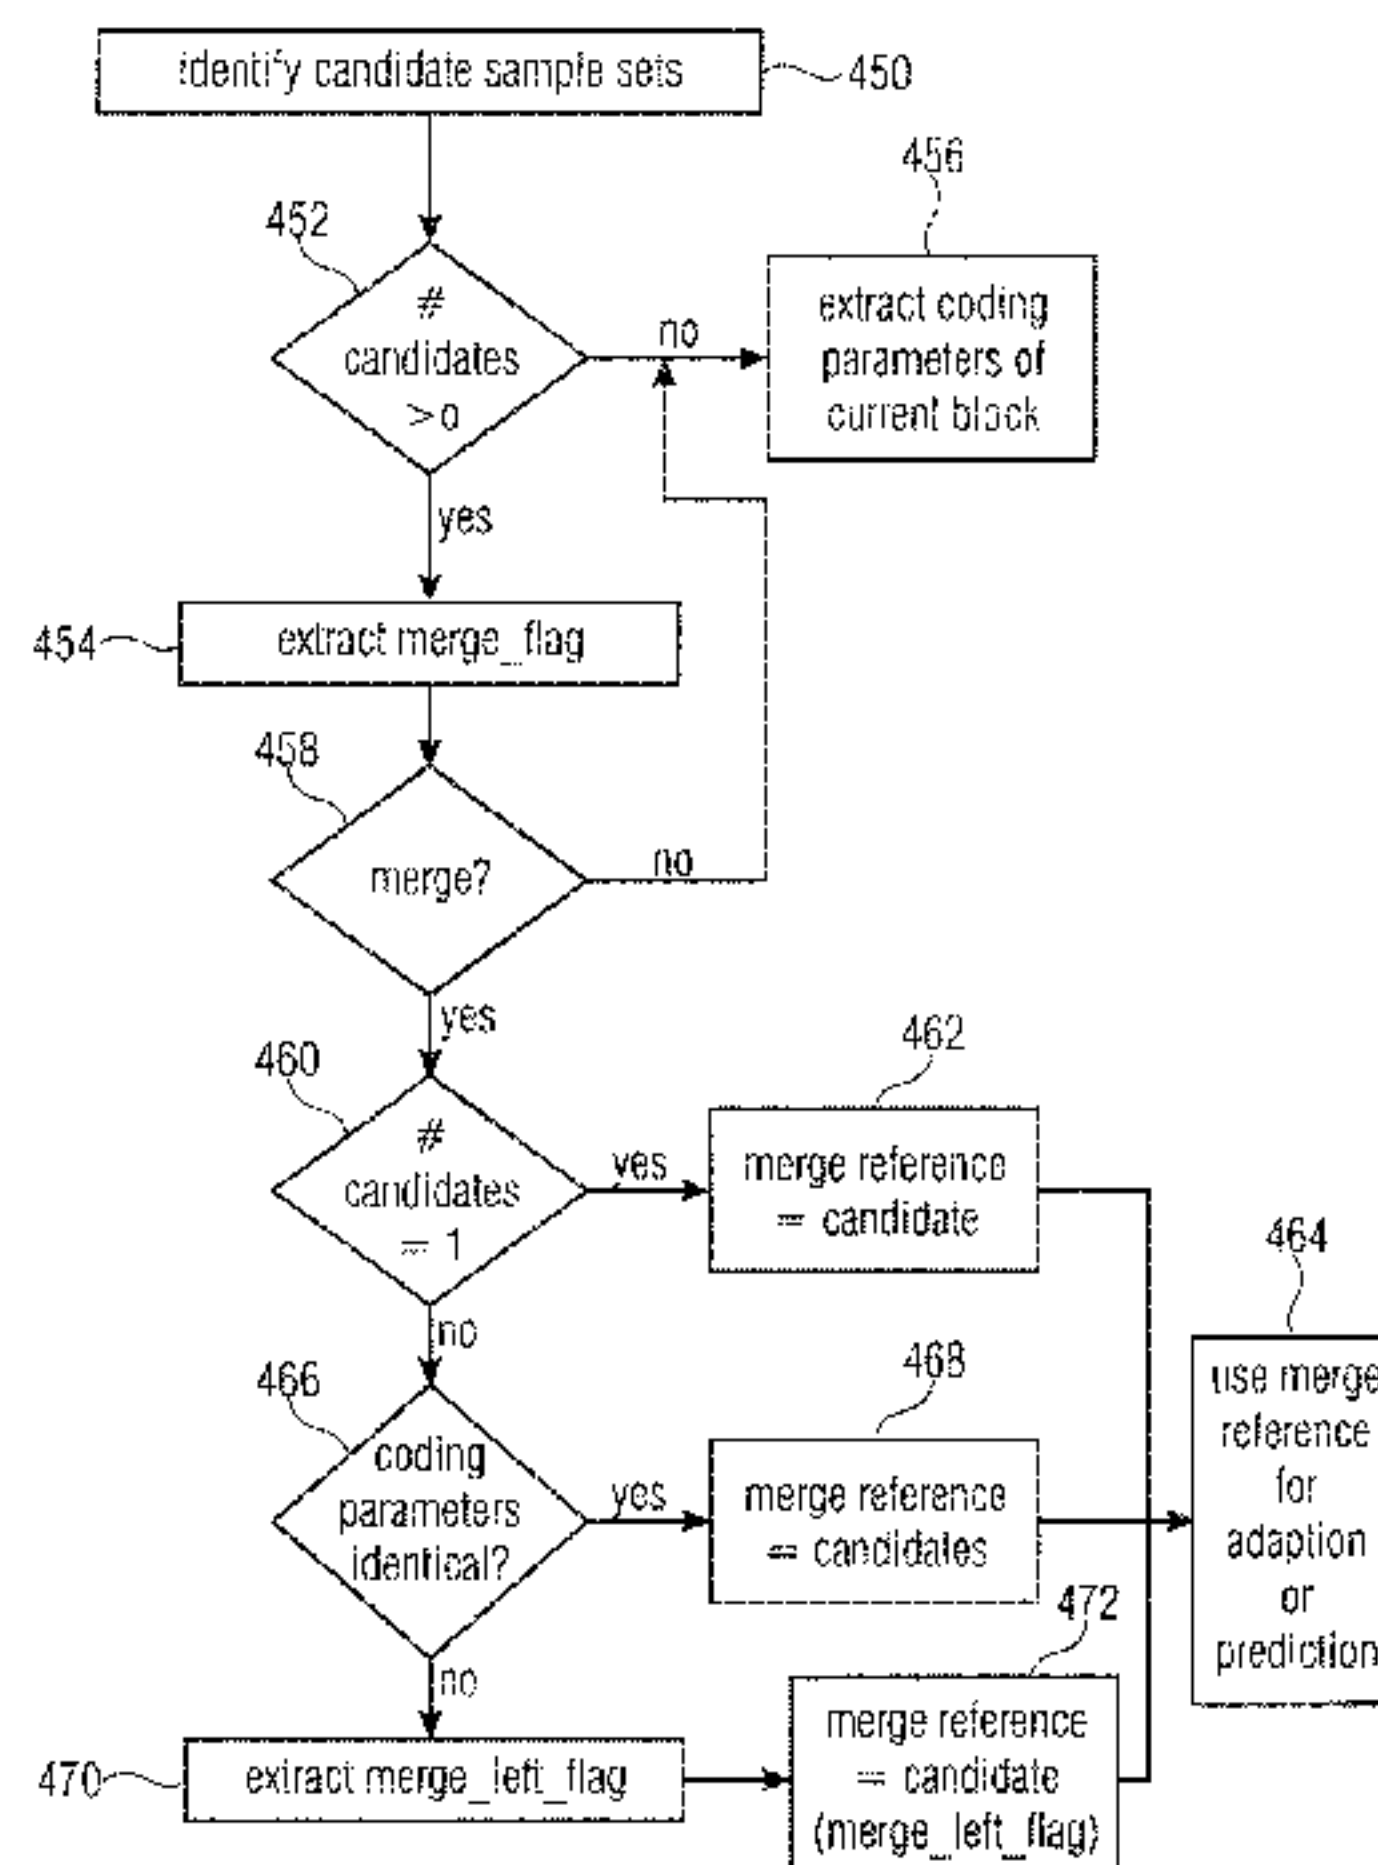 identify candidate sample sets
450
456
452
#
candidates
>0
no
extract coding
parameters of
current block
yes
454
extract merge_flag
458
merge?
no
yes
460
462
#
candidates
= 1
yes
merge reference
= candidate
464
no
466
468
coding
parameters
identical?
yes
merge reference
= candidates
use merge
reference
for
adaption
or
prediction
472
no
470
extract merge_left_flag
merge reference
= candidate
(merge_left_flag)